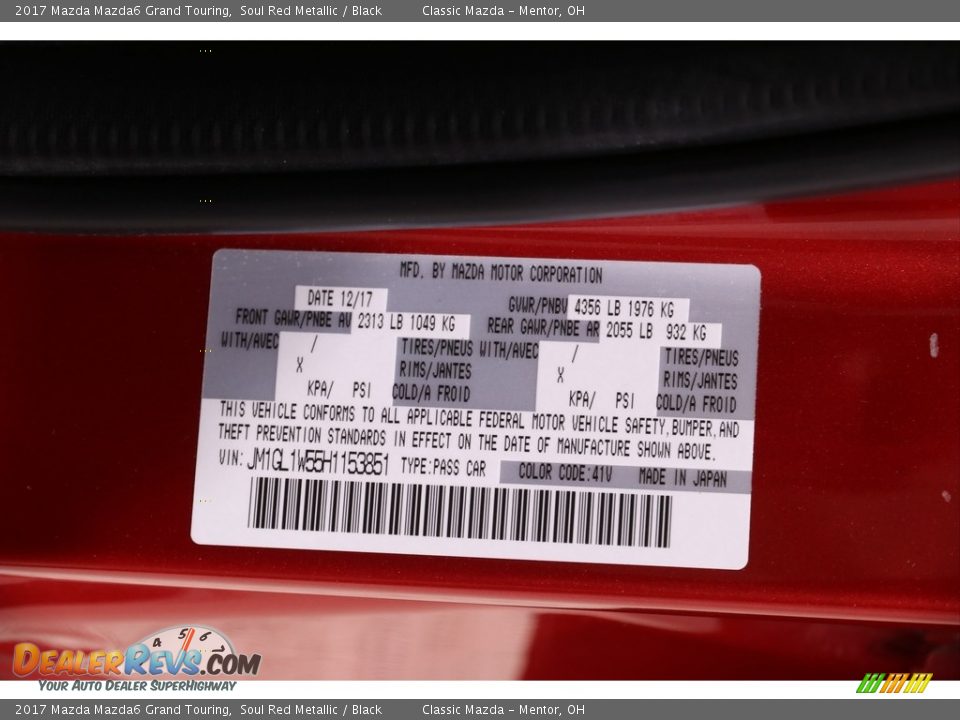 2017 Mazda Mazda6 Grand Touring, Soul Red Metallic / Black Classic Mazda - Mentor, OH
MFD. BY MAZDA MOTOR CORPORATION
DATE 12/17 GVWR/PNBV 4356 LB 1976 KG
FRONT GAWR/PNBE AV 2313 LB 1049 KG REAR GAWR/PNBE AR 2055 LB 932 KG
WITH/AVEC / TIRES/PNEUS WITH/AVEC / TIRES/PNEUS
X RIMS/JANTES X RIMS/JANTES
KPA/ PSI COLD/A FROID KPA/ PSI COLD/A FROID
THIS VEHICLE CONFORMS TO ALL APPLICABLE FEDERAL MOTOR VEHICLE SAFETY, BUMPER, AND
THEFT PREVENTION STANDARDS IN EFFECT ON THE DATE OF MANUFACTURE SHOWN ABOVE.
VIN: JM1GL1W55H1153851 TYPE:PASS CAR COLOR CODE:41V MADE IN JAPAN
4 5 6
DEALERREVS.COM
YOUR AUTO DEALER SUPERHIGHWAY
2017 Mazda Mazda6 Grand Touring, Soul Red Metallic / Black Classic Mazda - Mentor, OH